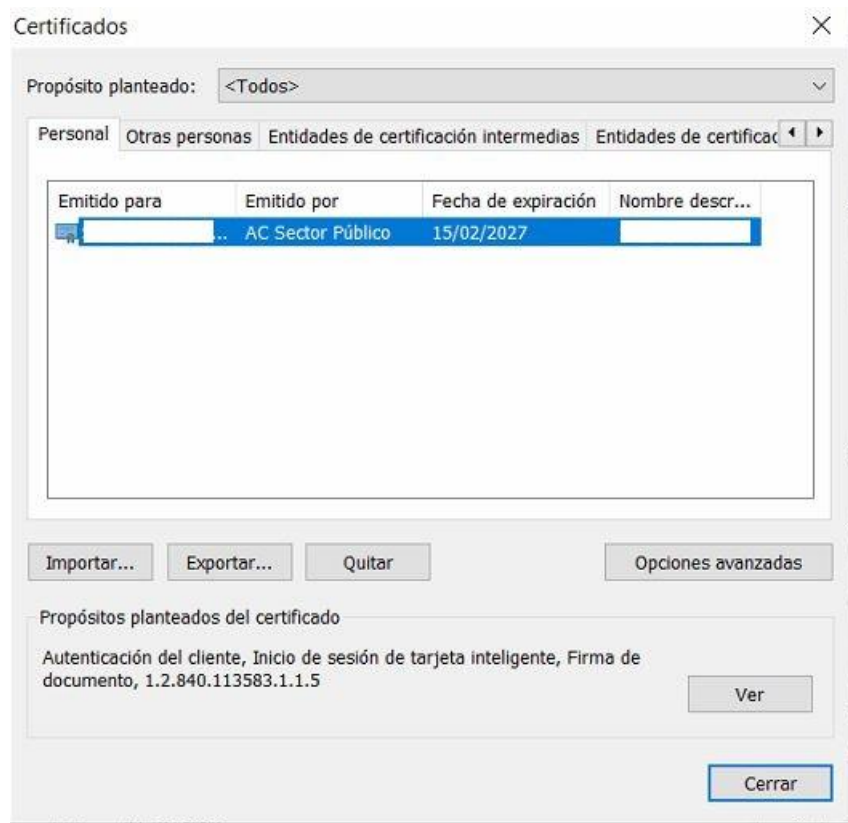 Certificados
Propósito planteado: <Todos>
Personal Otras personas Entidades de certificación intermedias Entidades de certificac
Emitido para Emitido por Fecha de expiración Nombre descr...
... AC Sector Público 15/02/2027
Importar... Exportar... Quitar Opciones avanzadas
Propósitos planteados del certificado
Autenticación del cliente, Inicio de sesión de tarjeta inteligente, Firma de
documento, 1.2.840.113583.1.1.5
Ver
Cerrar